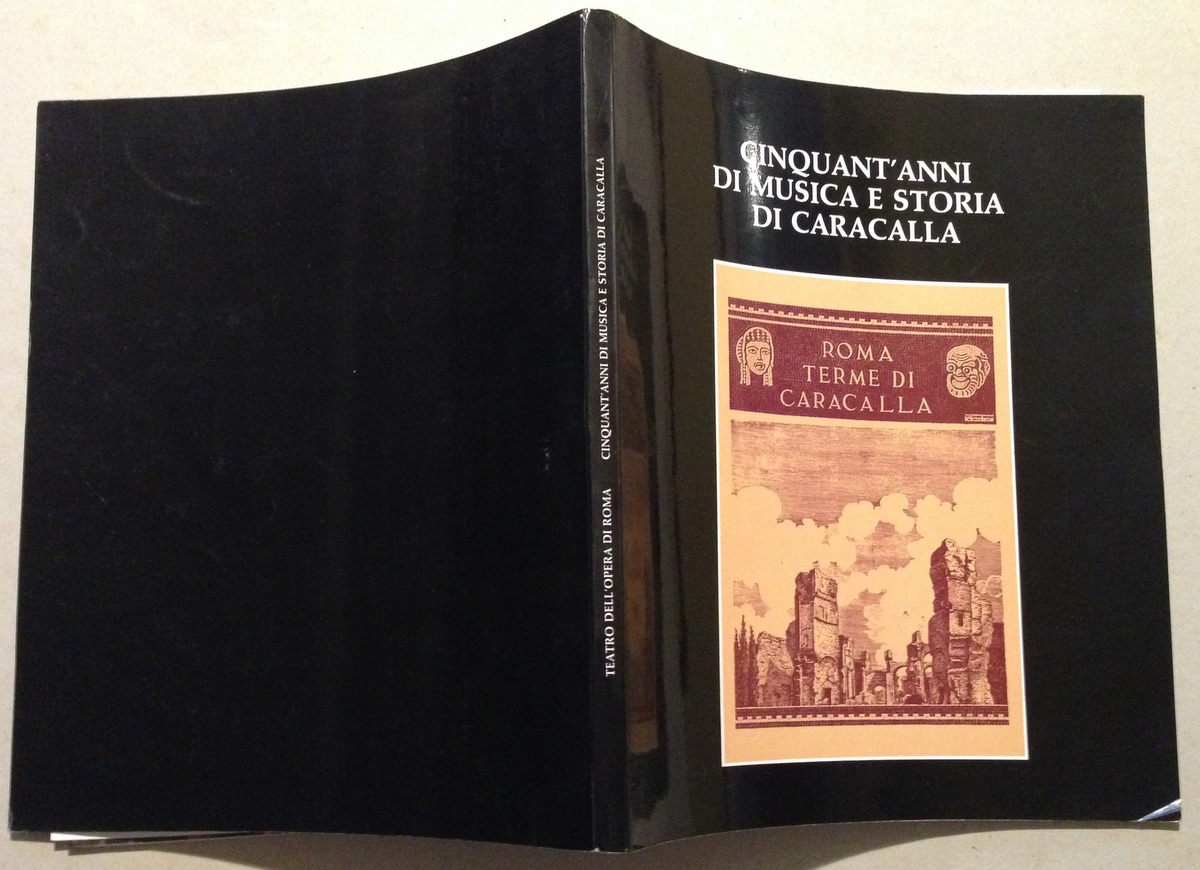 CINQUANT'ANNI
DI MUSICA E STORIA
DI CARACALLA
ROMA
TERME DI
CARACALLA
TEATRO DELL'OPERA DI ROMA CINQUANT'ANNI DI MUSICA E STORIA DI CARACALLA